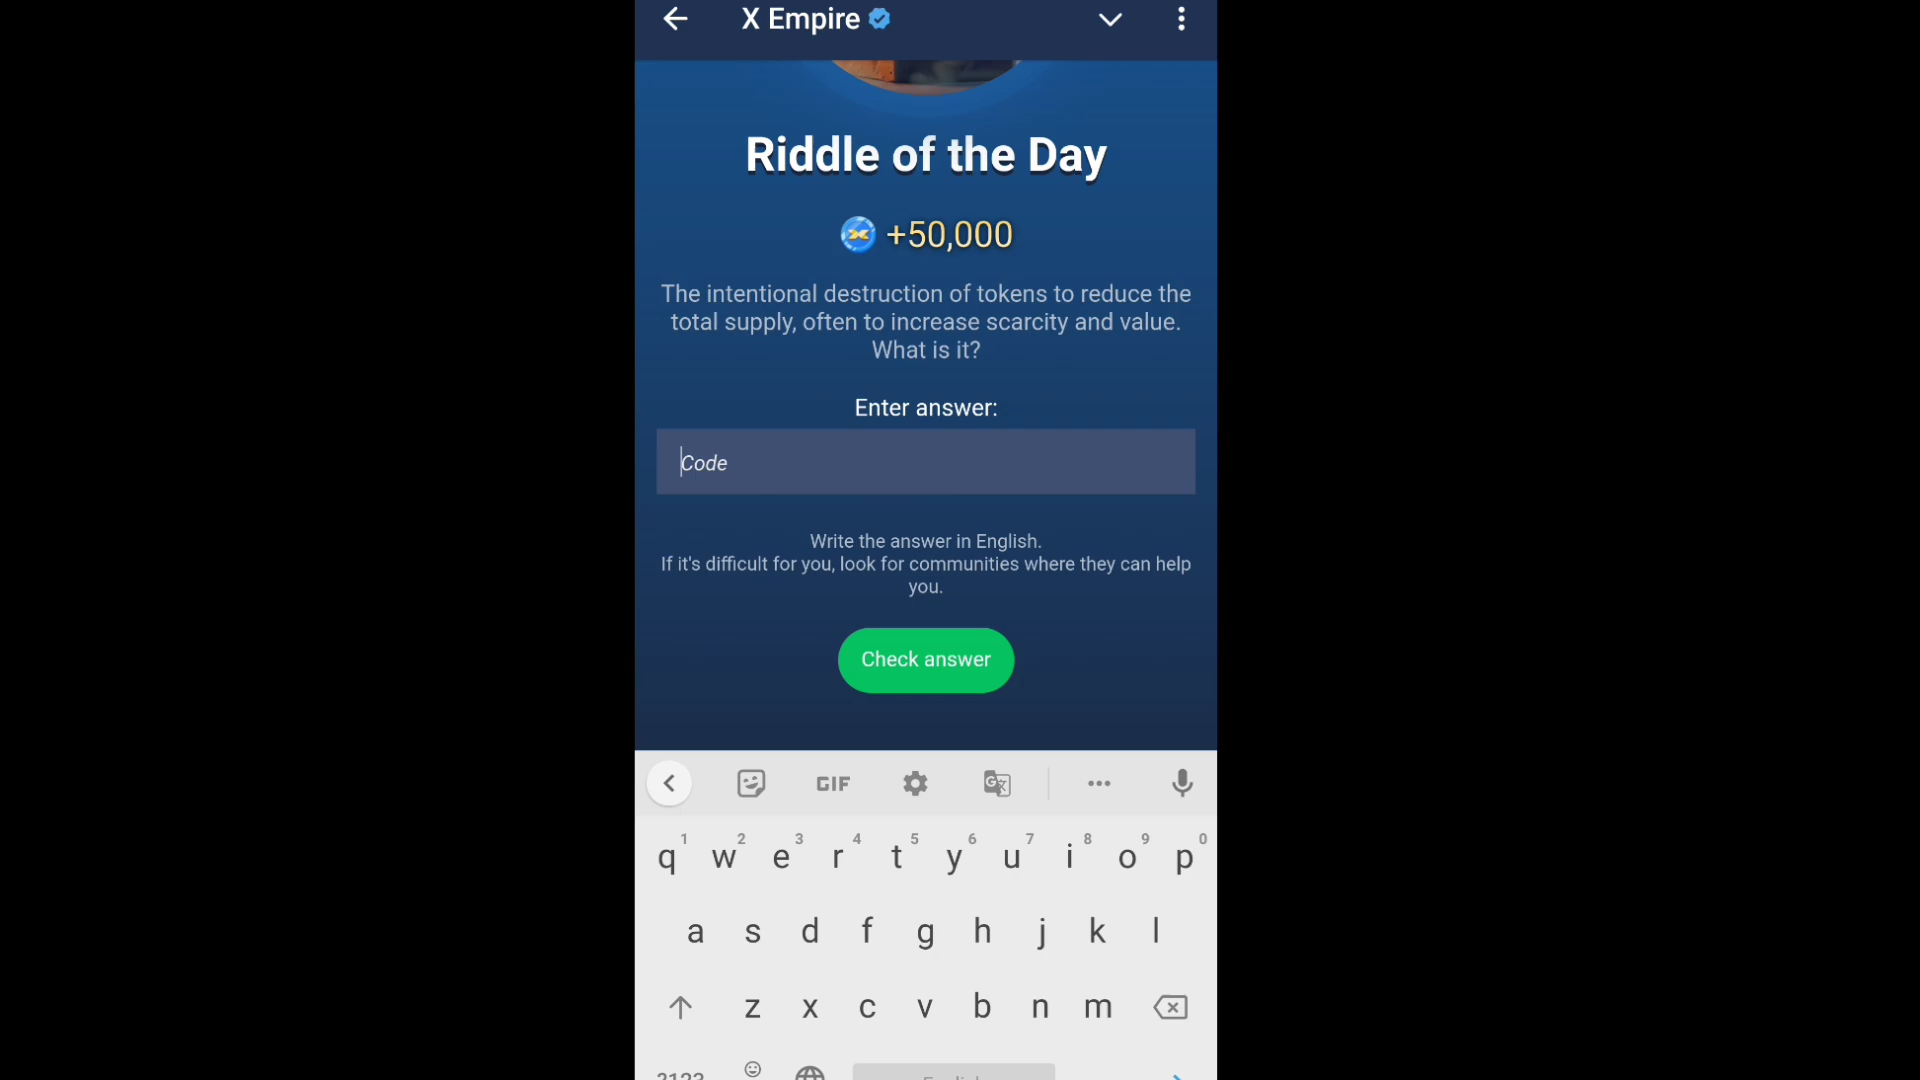 X Empire
Riddle of the Day
+50,000
The intentional destruction of tokens to reduce the
total supply, often to increase scarcity and value.
What is it?
Enter answer:
Code
Write the answer in English.
If it's difficult for you, look for communities where they can help
you.
Check answer
GIF
1 2 3 4 5 6 7 8 9 0
q w e r t y u i o p
a s d f g h j k l
z x c v b n m